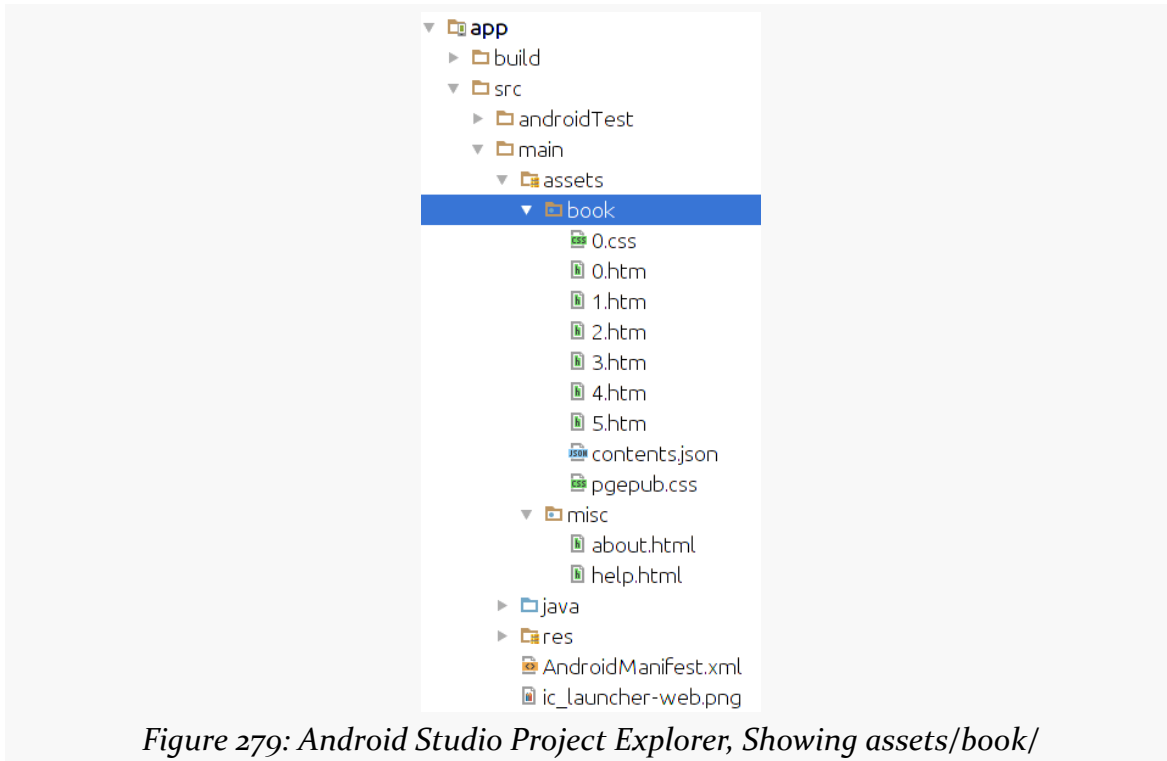 app
build
src
androidTest
main
assets
book
0.css
0.htm
1.htm
2.htm
3.htm
4.htm
5.htm
contents.json
pgepub.css
misc
about.html
help.html
java
res
AndroidManifest.xml
ic_launcher-web.png
Figure 279: Android Studio Project Explorer, Showing assets/book/